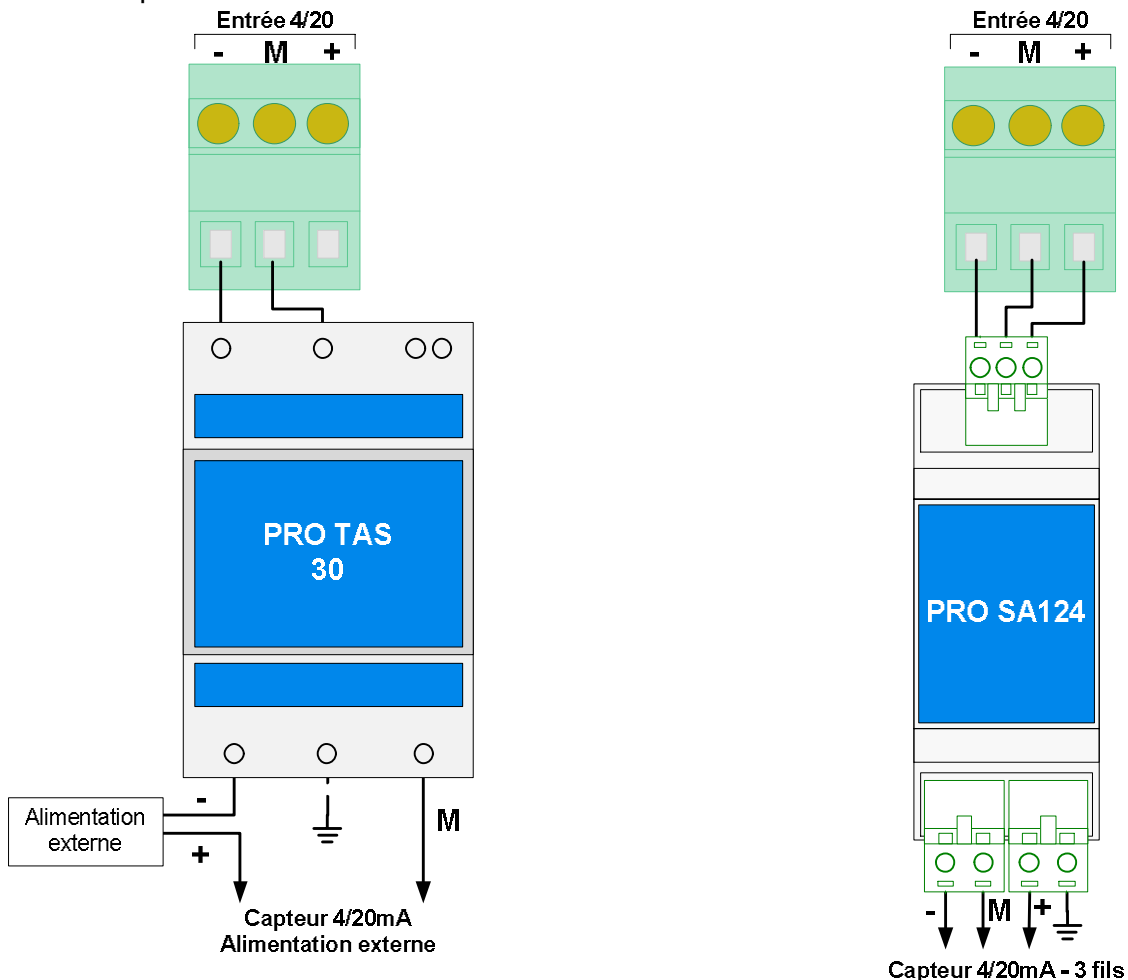 Entrée 4/20
- M +
PRO TAS
30
Alimentation
externe
-
+
M
Capteur 4/20mA
Alimentation externe
Entrée 4/20
- M +
PRO SA124
- M +
Capteur 4/20mA - 3 fils